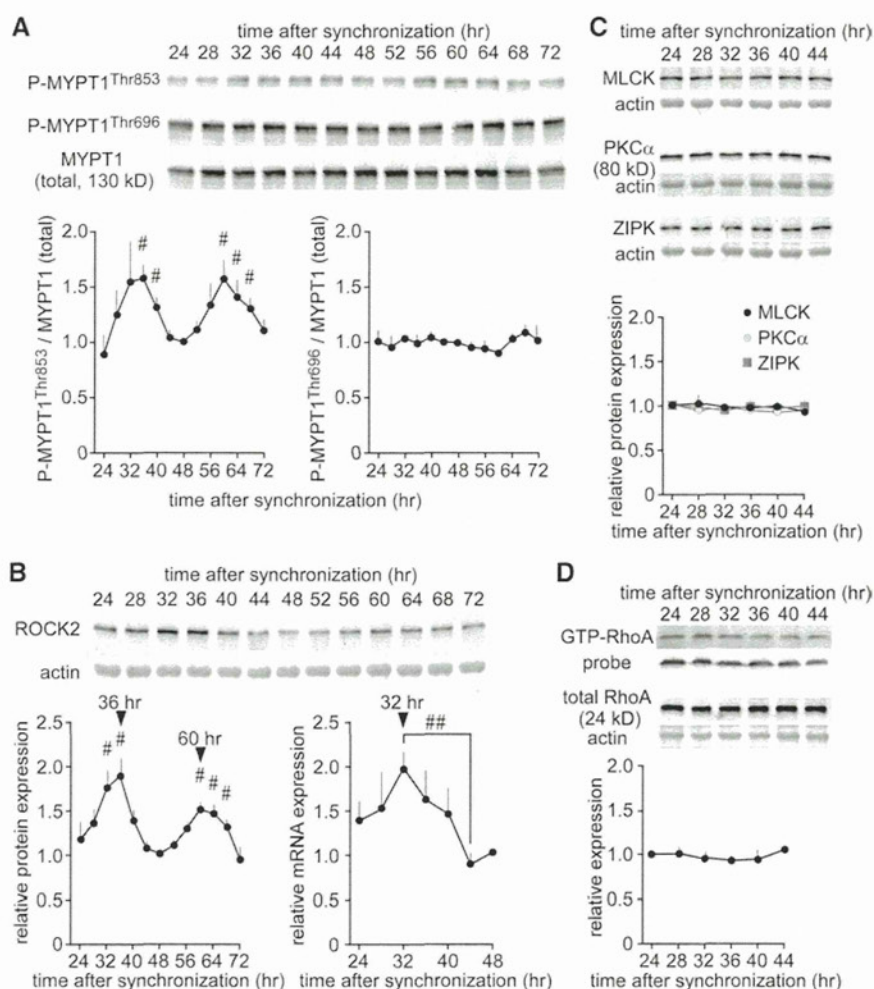 A
time after synchronization (hr)
24 28 32 36 40 44 48 52 56 60 64 68 72
P-MYPT1Thr853
P-MYPT1Thr696
MYPT1
(total, 130 kD)
P-MYPT1Thr853 / MYPT1 (total)
2.0
1.5
1.0
0.5
0
# # # # #
24 32 40 48 56 64 72
P-MYPT1Thr696 / MYPT1 (total)
2.0
1.5
1.0
0.5
0
24 32 40 48 56 64 72
time after synchronization (hr)
B
time after synchronization (hr)
24 28 32 36 40 44 48 52 56 60 64 68 72
ROCK2
actin
relative protein expression
2.5
2.0
1.5
1.0
0.5
0
36 hr
# #
60 hr
# # #
24 32 40 48 56 64 72
time after synchronization (hr)
relative mRNA expression
2.5
2.0
1.5
1.0
0.5
0
32 hr
##
24 32 40 48
time after synchronization (hr)
C
time after synchronization (hr)
24 28 32 36 40 44
MLCK
actin
PKCα
(80 kD)
actin
ZIPK
actin
relative protein expression
2.0
1.5
1.0
0.5
0
MLCK
PKCα
ZIPK
24 28 32 36 40 44
time after synchronization (hr)
D
time after synchronization (hr)
24 28 32 36 40 44
GTP-RhoA
probe
total RhoA
(24 kD)
actin
relative expression
2.0
1.5
1.0
0.5
0
24 28 32 36 40 44
time after synchronization (hr)